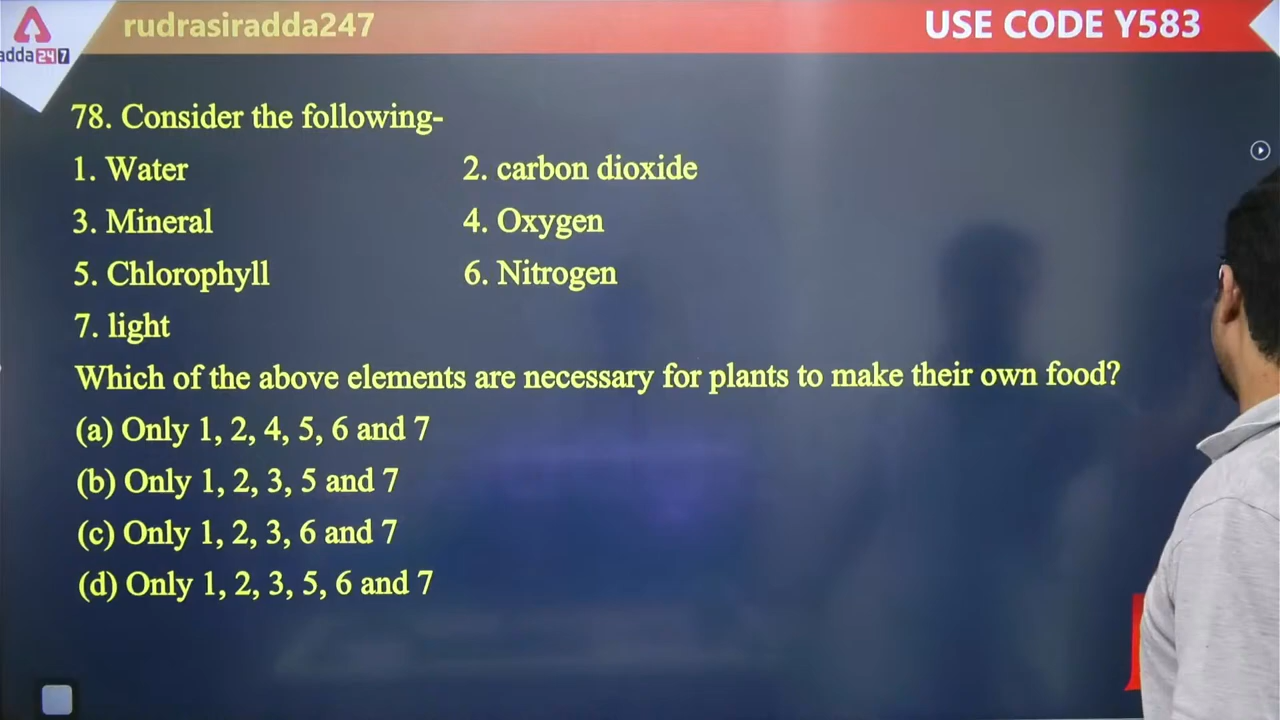 rudrasiradda247
USE CODE Y583
adda247
78. Consider the following-
1. Water 2. carbon dioxide
3. Mineral 4. Oxygen
5. Chlorophyll 6. Nitrogen
7. light
Which of the above elements are necessary for plants to make their own food?
(a) Only 1, 2, 4, 5, 6 and 7
(b) Only 1, 2, 3, 5 and 7
(c) Only 1, 2, 3, 6 and 7
(d) Only 1, 2, 3, 5, 6 and 7